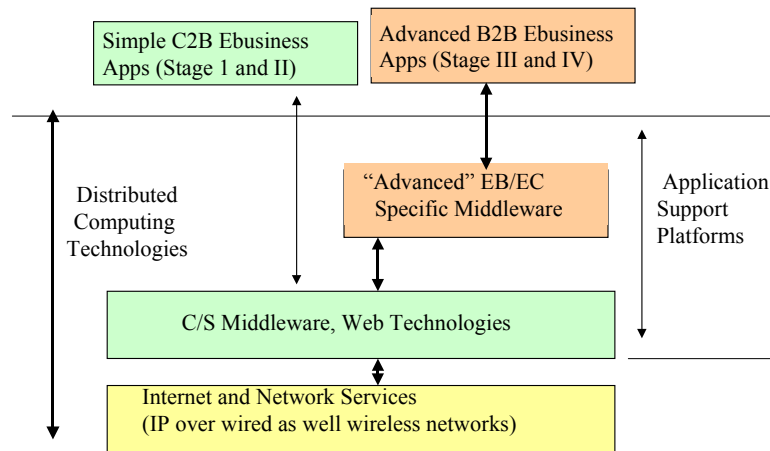 Simple C2B Ebusiness
Apps (Stage 1 and II)
Advanced B2B Ebusiness
Apps (Stage III and IV)
Distributed
Computing
Technologies
“Advanced” EB/EC
Specific Middleware
Application
Support
Platforms
C/S Middleware, Web Technologies
Internet and Network Services
(IP over wired as well wireless networks)